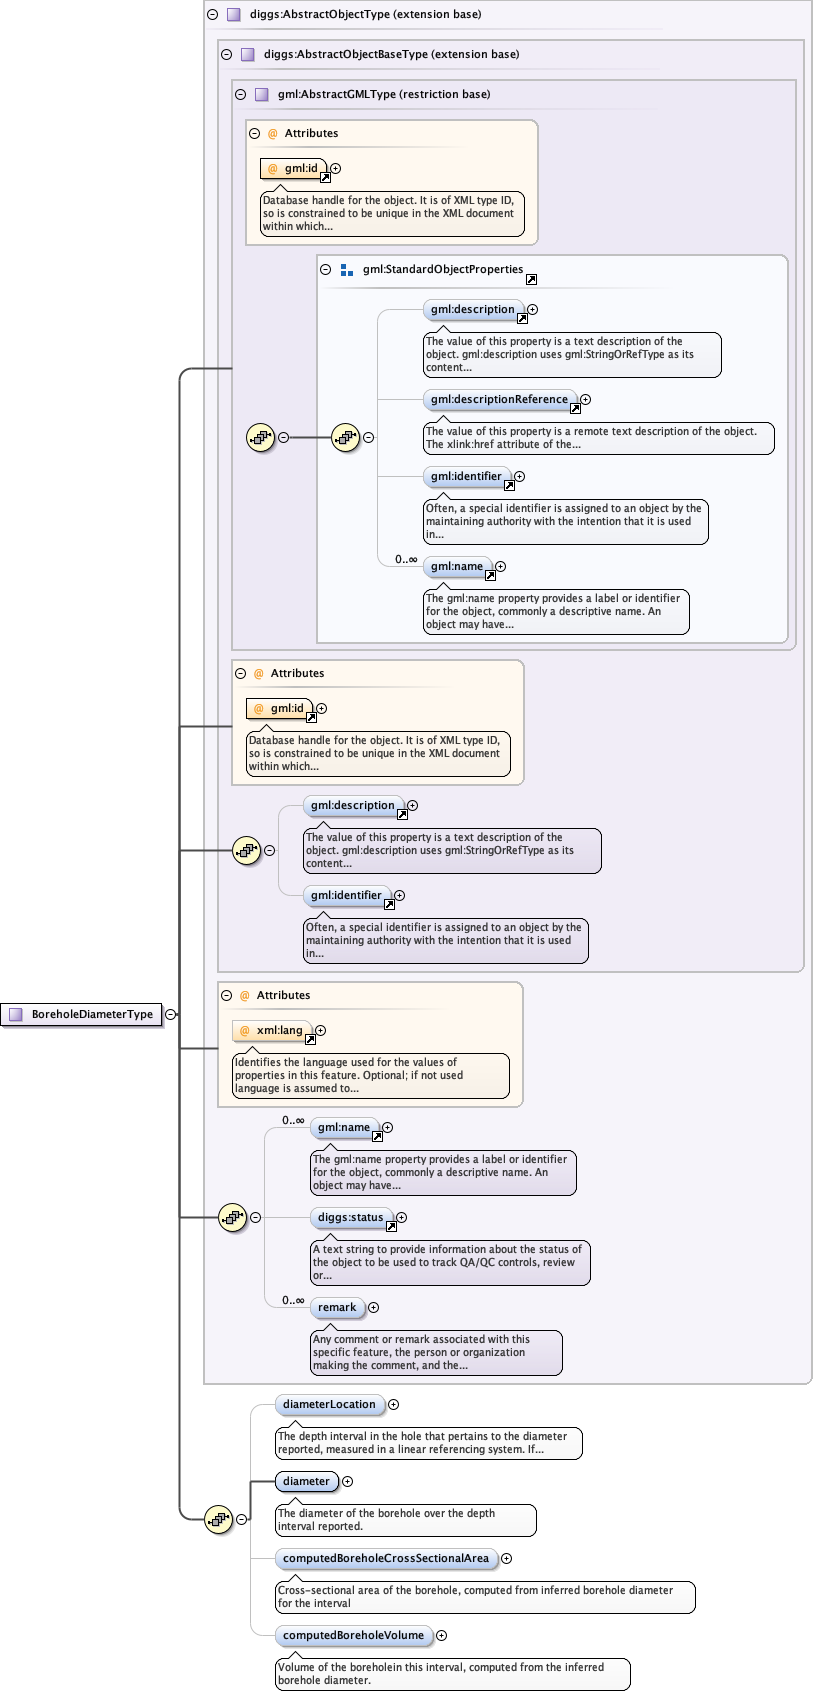 diggs:AbstractObjectType (extension base)
diggs:AbstractObjectBaseType (extension base)
gml:AbstractGMLType (restriction base)
@ Attributes
@ gml:id
Database handle for the object. It is of XML type ID,
so is constrained to be unique in the XML document
within which...
gml:StandardObjectProperties
gml:description
The value of this property is a text description of the
object. gml:description uses gml:StringOrRefType as its
content...
gml:descriptionReference
The value of this property is a remote text description of the object.
The xlink:href attribute of the...
gml:identifier
Often, a special identifier is assigned to an object by the
maintaining authority with the intention that it is used
in...
0..∞
gml:name
The gml:name property provides a label or identifier
for the object, commonly a descriptive name. An
object may have...
@ Attributes
@ gml:id
Database handle for the object. It is of XML type ID,
so is constrained to be unique in the XML document
within which...
gml:description
The value of this property is a text description of the
object. gml:description uses gml:StringOrRefType as its
content...
gml:identifier
Often, a special identifier is assigned to an object by the
maintaining authority with the intention that it is used
in...
BoreholeDiameterType
@ Attributes
@ xml:lang
Identifies the language used for the values of
properties in this feature. Optional; if not used
language is assumed to...
0..∞
gml:name
The gml:name property provides a label or identifier
for the object, commonly a descriptive name. An
object may have...
diggs:status
A text string to provide information about the status of
the object to be used to track QA/QC controls, review
or...
0..∞
remark
Any comment or remark associated with this
specific feature, the person or organization
making the comment, and the...
diameterLocation
The depth interval in the hole that pertains to the diameter
reported, measured in a linear referencing system. If...
diameter
The diameter of the borehole over the depth
interval reported.
computedBoreholeCrossSectionalArea
Cross-sectional area of the borehole, computed from inferred borehole diameter
for the interval
computedBoreholeVolume
Volume of the boreholein this interval, computed from the inferred
borehole diameter.